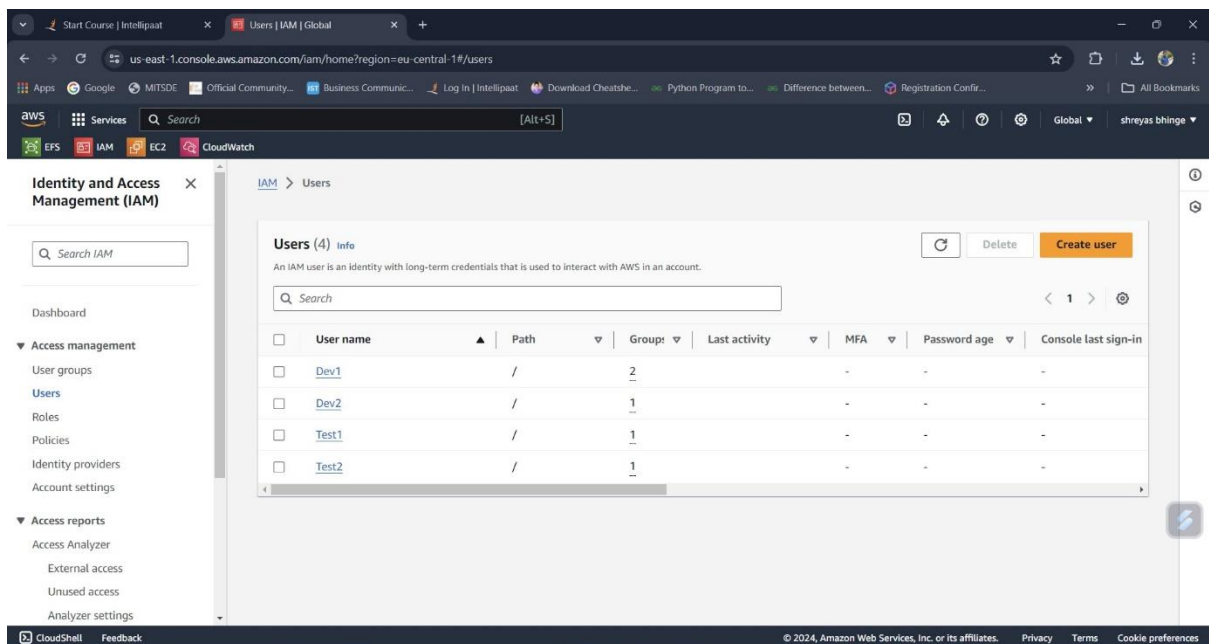 Start Course | Intellipaat
Users | IAM | Global
us-east-1.console.aws.amazon.com/iam/home?region=eu-central-1#/users
Apps Google MITSDE Official Community... Business Communic... Log In | Intellipaat Download Cheatshe... Python Program to... Difference between... Registration Confir... » All Bookmarks
aws Services Search [Alt+S] Global shreyas bhinge
EFS IAM EC2 CloudWatch
Identity and Access Management (IAM)
Search IAM
Dashboard
Access management
User groups
Users
Roles
Policies
Identity providers
Account settings
Access reports
Access Analyzer
External access
Unused access
Analyzer settings
IAM > Users
Users (4) Info
Delete Create user
An IAM user is an identity with long-term credentials that is used to interact with AWS in an account.
Search
< 1 >
User name Path Group: Last activity MFA Password age Console last sign-in
Dev1 / 2 - - -
Dev2 / 1 - - -
Test1 / 1 - - -
Test2 / 1 - - -
CloudShell Feedback © 2024, Amazon Web Services, Inc. or its affiliates. Privacy Terms Cookie preferences